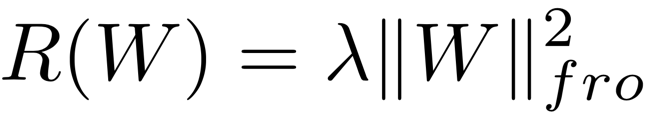 R(W) = λ‖W‖²_fro